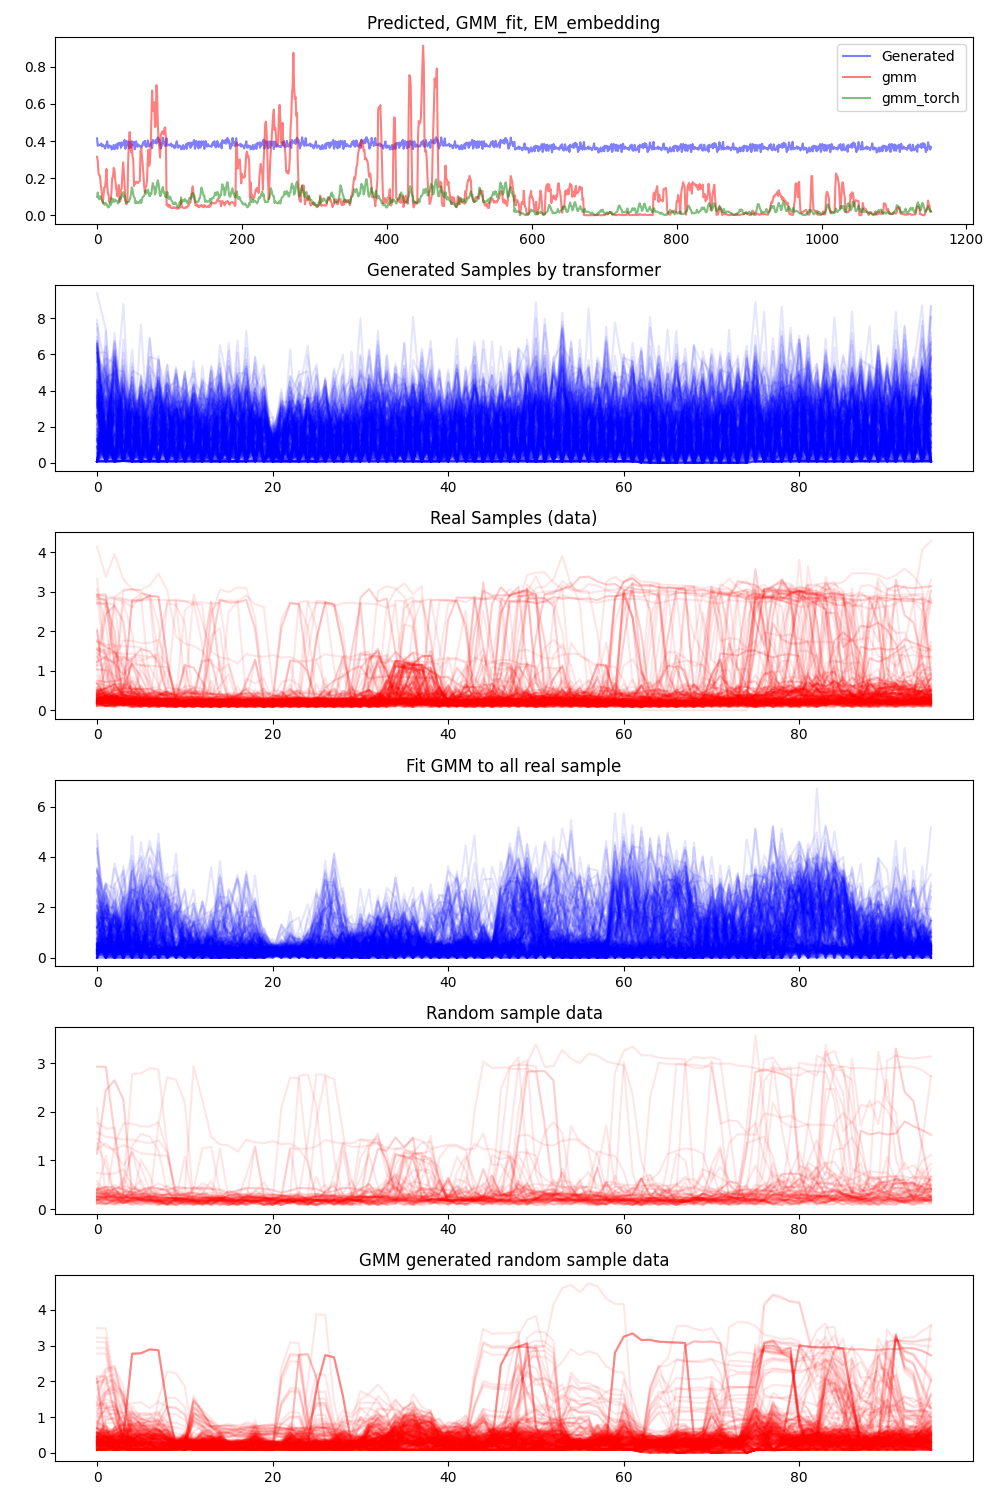 Predicted, GMM_fit, EM_embedding
0.8
0.6
0.4
0.2
0.0
Generated
gmm
gmm_torch
0 200 400 600 800 1000 1200
Generated Samples by transformer
8
6
4
2
0
0 20 40 60 80
Real Samples (data)
4
3
2
1
0
0 20 40 60 80
Fit GMM to all real sample
6
4
2
0
0 20 40 60 80
Random sample data
3
2
1
0
0 20 40 60 80
GMM generated random sample data
4
3
2
1
0
0 20 40 60 80